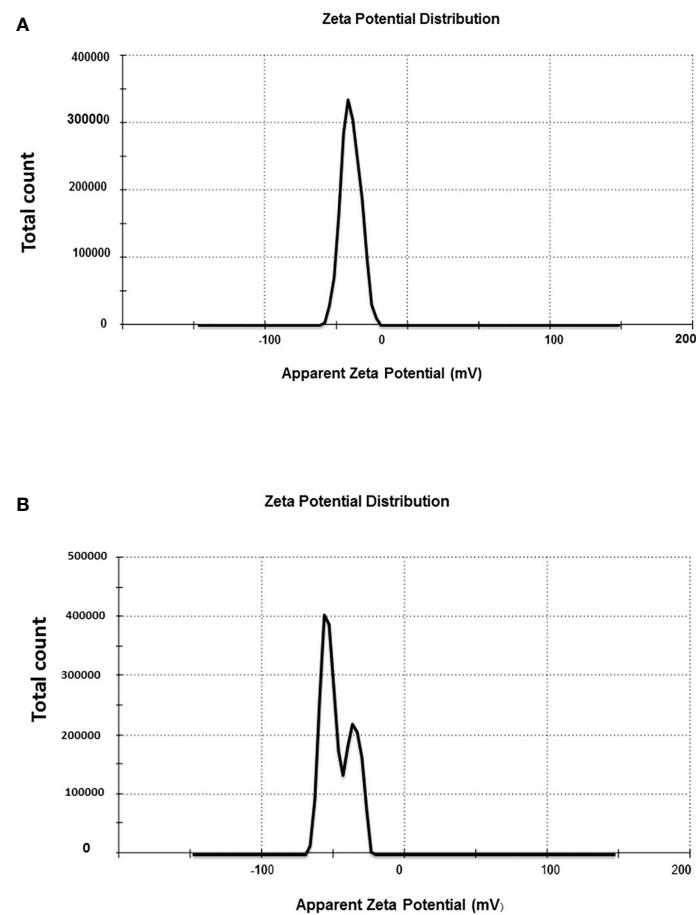 A
Zeta Potential Distribution
400000
300000
200000
100000
0
Total count
-100 0 100 200
Apparent Zeta Potential (mV)
B
Zeta Potential Distribution
500000
400000
300000
200000
100000
0
Total count
-100 0 100 200
Apparent Zeta Potential (mV)